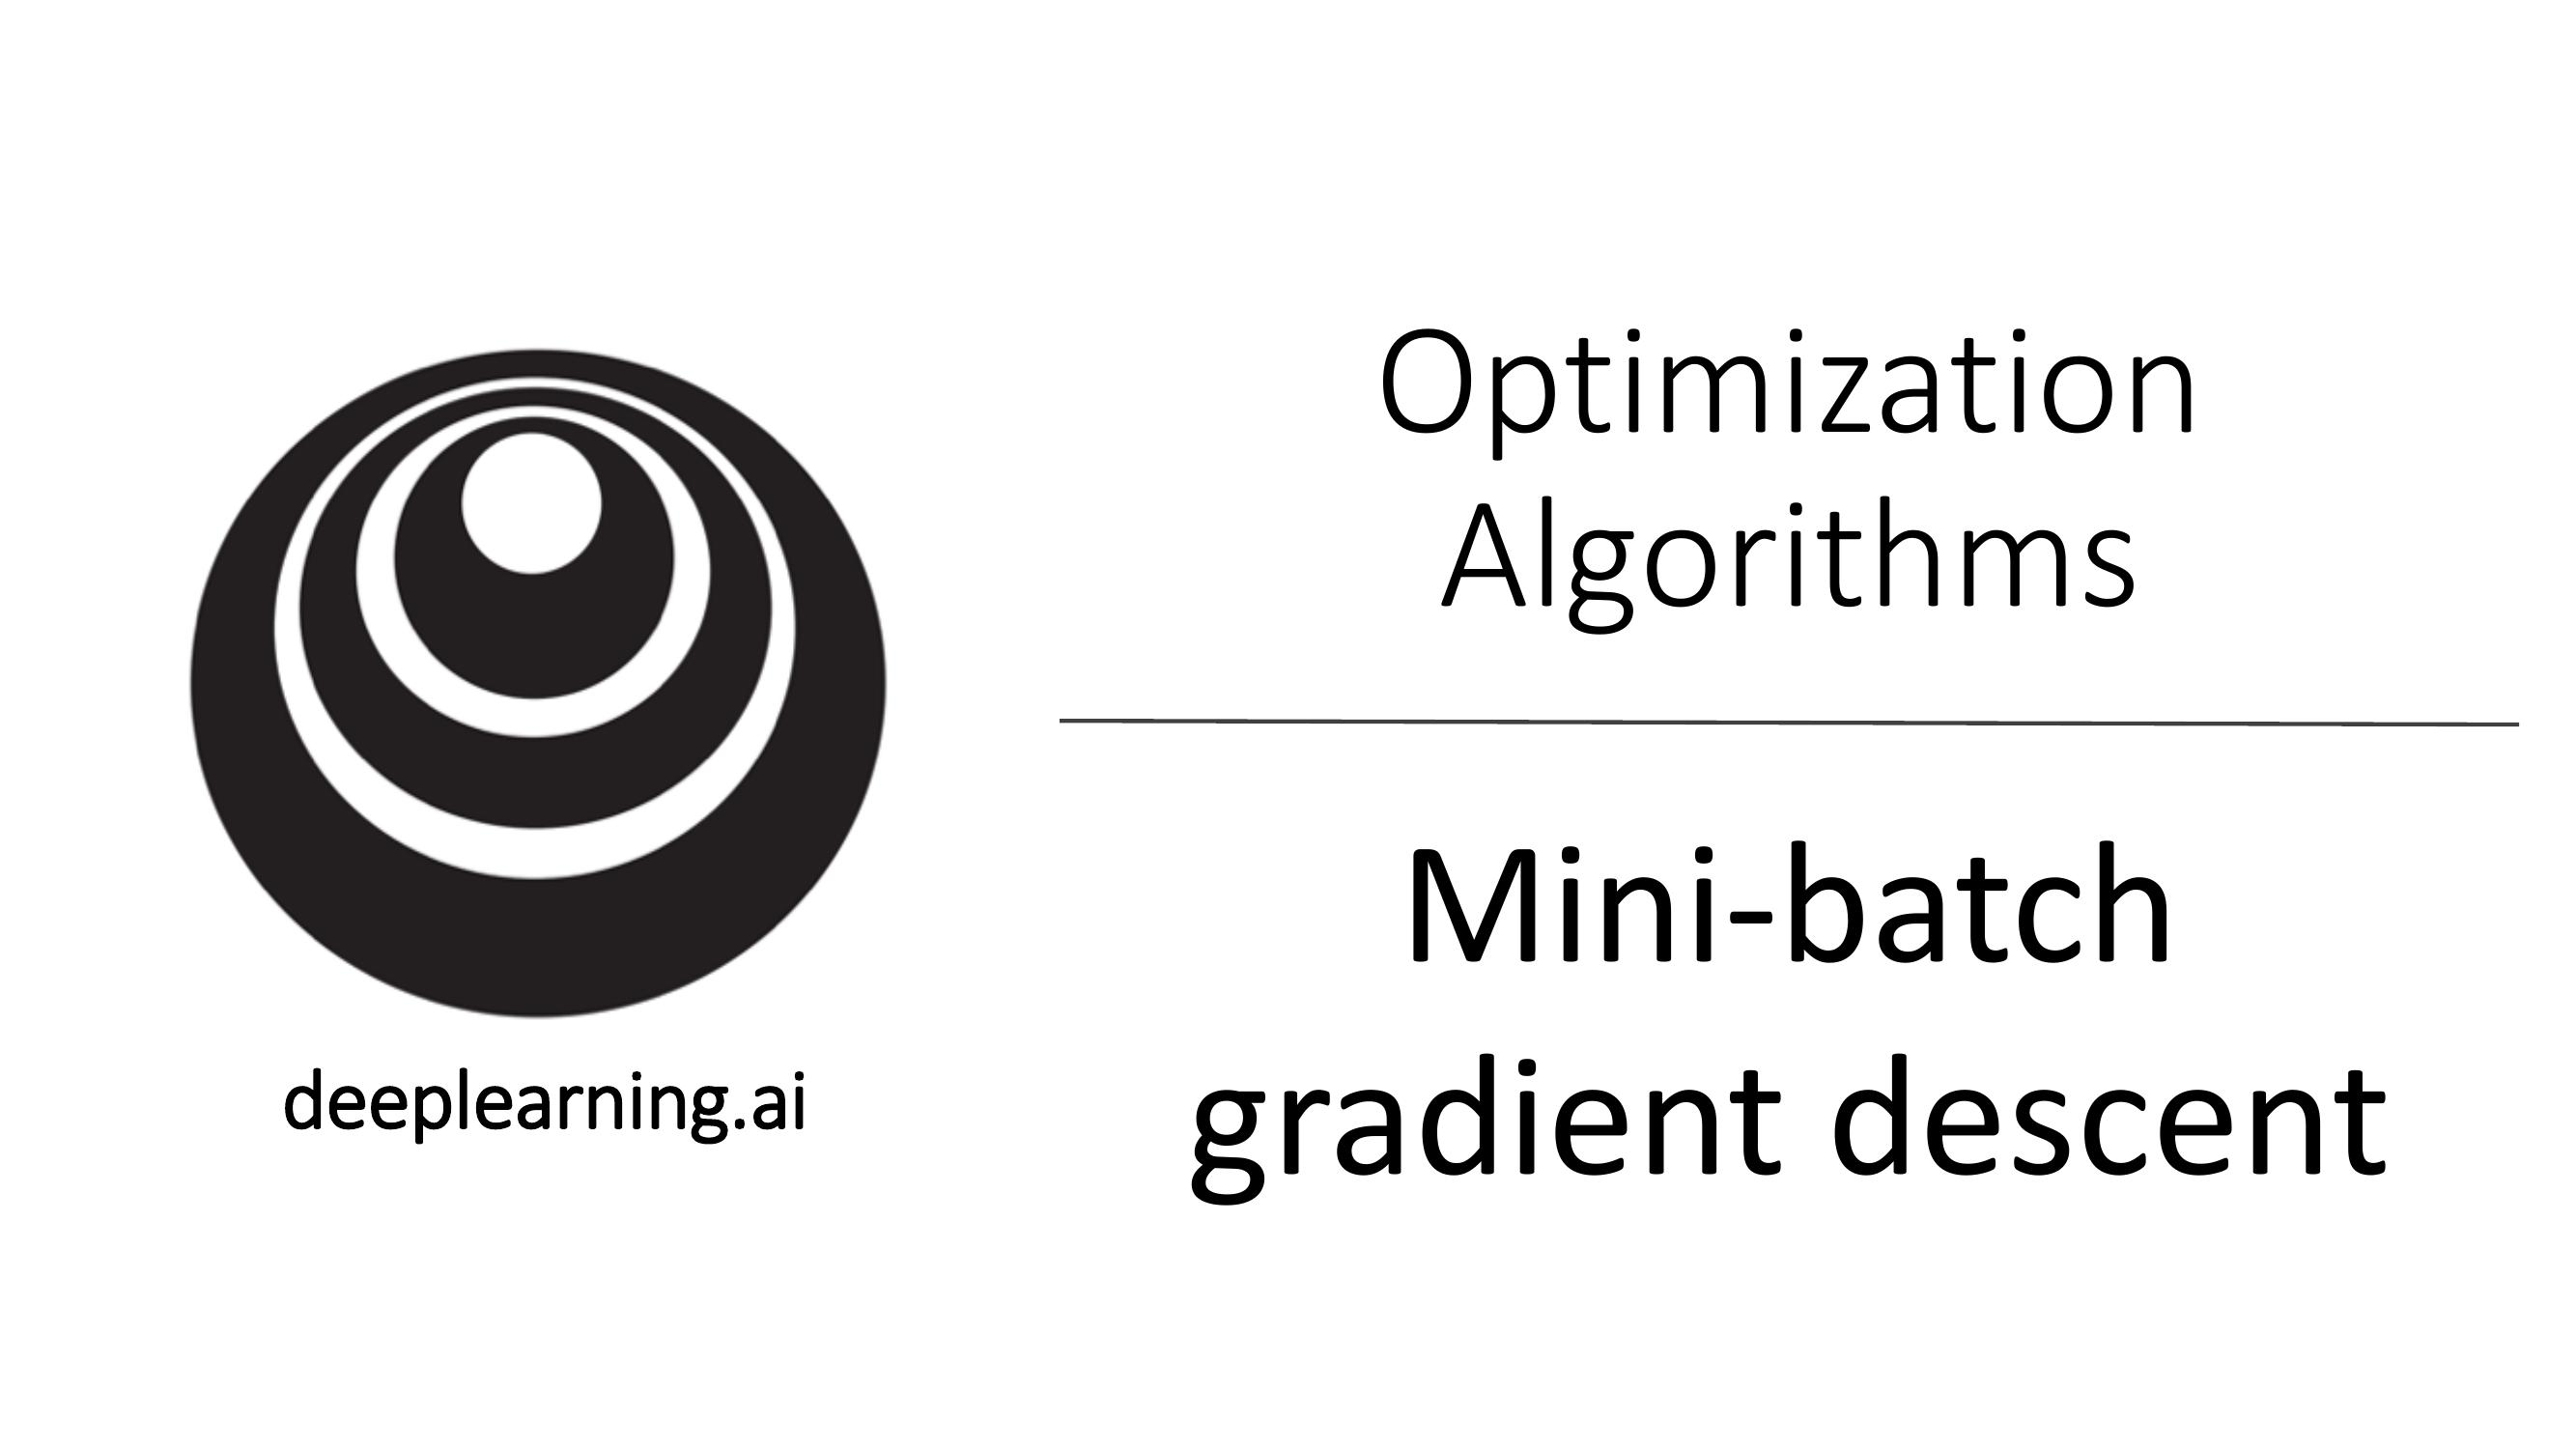 Optimization
Algorithms
Mini-batch
gradient descent
deeplearning.ai